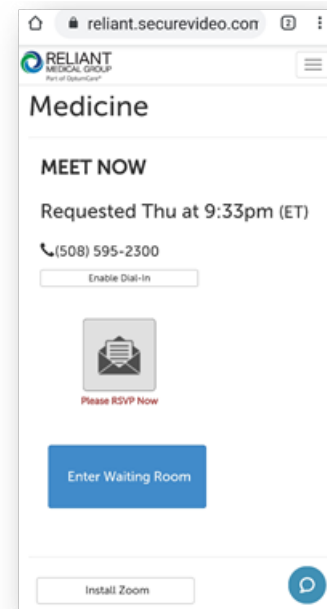 reliant.securevideo.com
2
RELIANT
MEDICAL GROUP
Part of OptumCare®
Medicine
MEET NOW
Requested Thu at 9:33pm (ET)
(508) 595-2300
Enable Dial-In
Please RSVP Now
Enter Waiting Room
Install Zoom